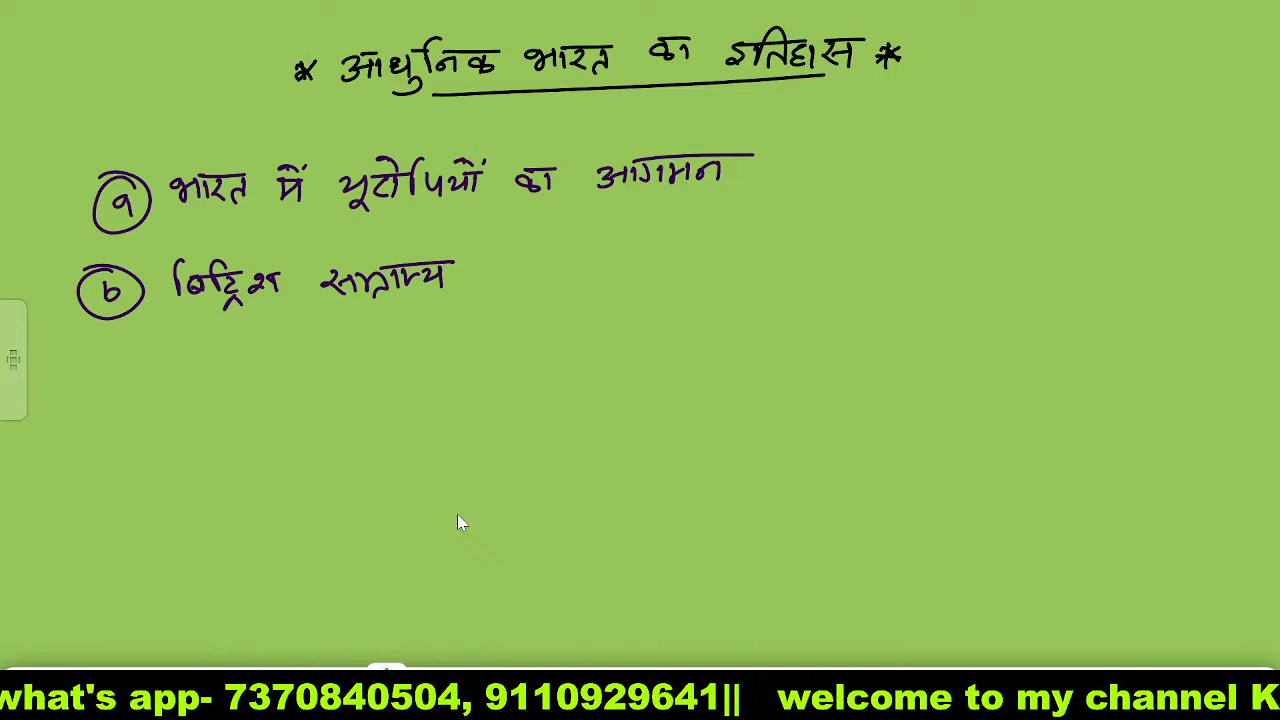 * आधुनिक भारत का इतिहास *
a भारत में यूरोपियों का आगमन
b ब्रिटिश साम्राज्य
what's app- 7370840504, 9110929641|| welcome to my channel K